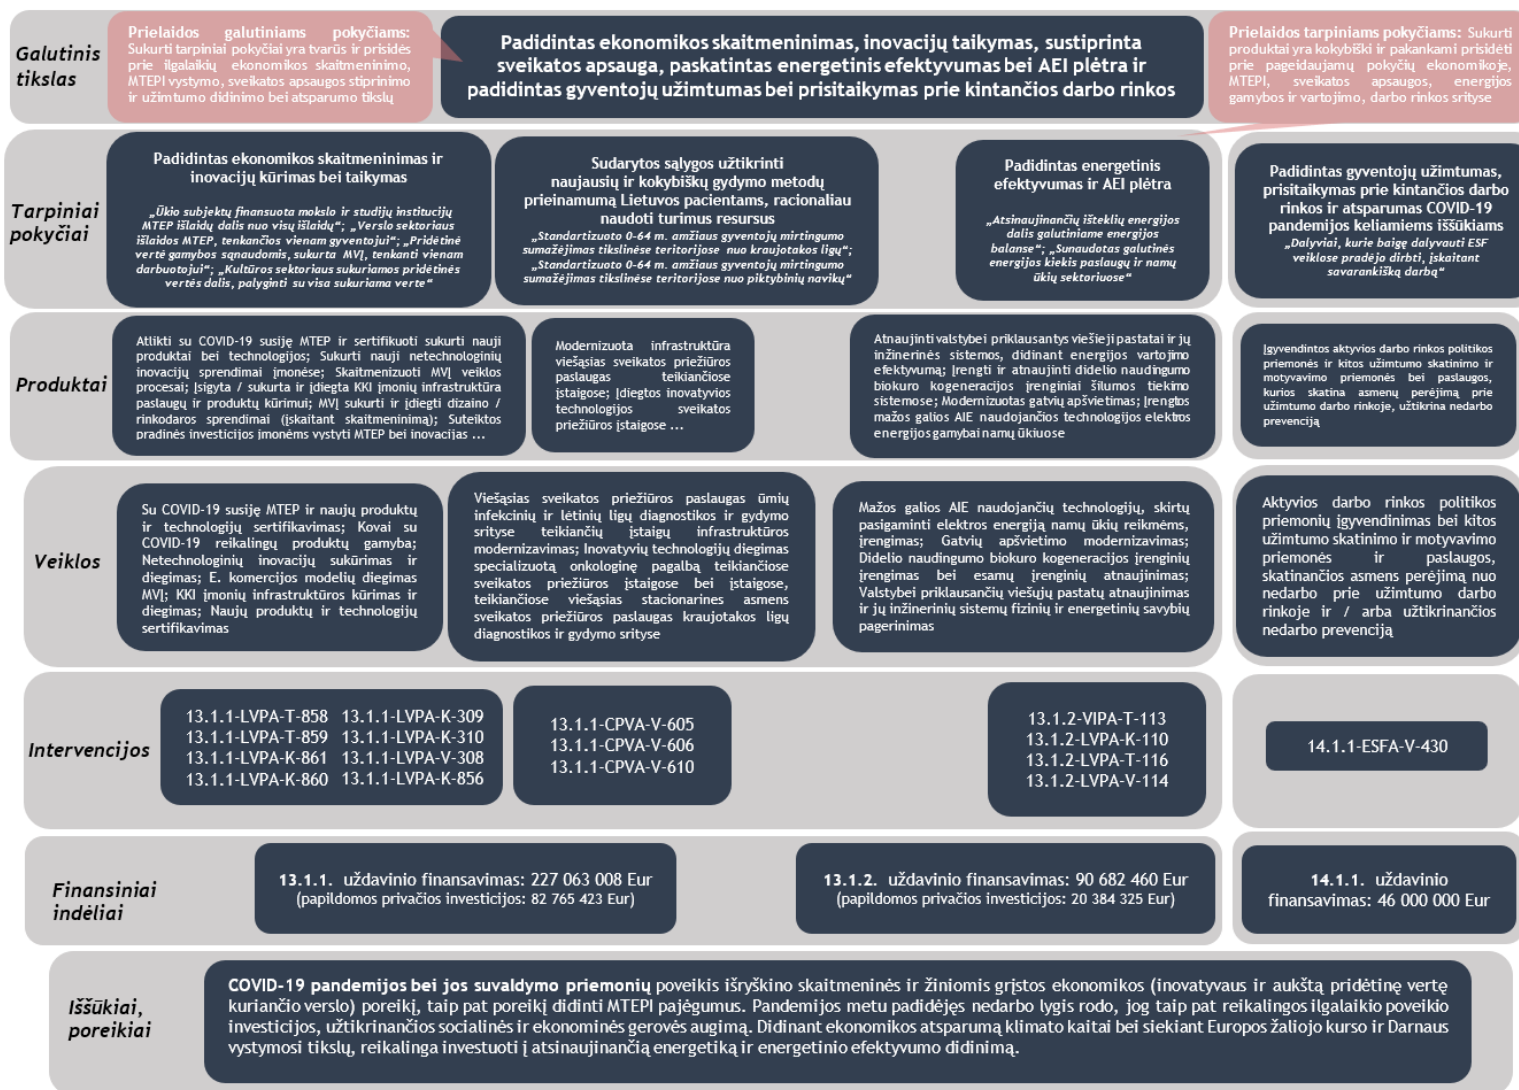 Galutinis
tikslas
Prielaidos galutiniams pokyčiams:
Sukurti tarpiniai pokyčiai yra tvarūs ir prisidės
prie ilgalaikių ekonomikos skaitmeninimo,
MTEPI vystymo, sveikatos apsaugos stiprinimo
ir užimtumo didinimo bei atsparumo tikslų
Padidintas ekonomikos skaitmeninimas, inovacijų taikymas, sustiprinta
sveikatos apsauga, paskatintas energetinis efektyvumas bei AEI plėtra ir
padidintas gyventojų užimtumas bei prisitaikymas prie kintančios darbo rinkos
Prielaidos tarpiniams pokyčiams: Sukurti
produktai yra kokybiški ir pakankami prisidėti
prie pageidaujamų pokyčių ekonomikoje,
MTEPI, sveikatos apsaugos, energijos
gamybos ir vartojimo, darbo rinkos srityse
Tarpiniai
pokyčiai
Padidintas ekonomikos skaitmeninimas ir
inovacijų kūrimas bei taikymas
„Ūkio subjektų finansuota mokslo ir studijų institucijų
MTEP išlaidų dalis nuo visų išlaidų“; „Verslo sektoriaus
išlaidos MTEP, tenkančios vienam gyventojui“; „Pridėtinė
vertė gamybos sąnaudomis, sukurta MVĮ, tenkanti vienam
darbuotojui“; „Kultūros sektoriaus sukuriamos pridėtinės
vertės dalis, palyginti su visa sukuriama verte“
Sudarytos sąlygos užtikrinti
naujausių ir kokybiškų gydymo metodų
prieinamumą Lietuvos pacientams, racionaliau
naudoti turimus resursus
„Standartizuoto 0-64 m. amžiaus gyventojų mirtingumo
sumažėjimas tikslinėse teritorijose nuo kraujotakos ligų“;
„Standartizuoto 0-64 m. amžiaus gyventojų mirtingumo
sumažėjimas tikslinėse teritorijose nuo piktybinių navikų“
Padidintas energetinis
efektyvumas ir AEI plėtra
„Atsinaujinančių išteklių energijos
dalis galutiniame energijos
balanse“; „Sunaudotas galutinės
energijos kiekis paslaugų ir namų
ūkių sektoriuose“
Padidintas gyventojų užimtumas,
prisitaikymas prie kintančios darbo
rinkos ir atsparumas COVID-19
pandemijos keliamiems iššūkiams
„Dalyviai, kurie baigę dalyvauti ESF
veiklose pradėjo dirbti, įskaitant
savarankišką darbą“
Produktai
Atlikti su COVID-19 susiję MTEP ir sertifikuoti sukurti nauji
produktai bei technologijos; Sukurti nauji netechnologinių
inovacijų sprendimai įmonėse; Skaitmenizuoti MVĮ veiklos
procesai; Įsigyta / sukurta ir įdiegta KKI įmonių infrastruktūra
paslaugų ir produktų kūrimui; MVĮ sukurti ir įdiegti dizaino /
rinkodaros sprendimai (įskaitant skaitmeninimą); Suteiktos
pradinės investicijos įmonėms vystyti MTEP bei inovacijas ...
Modernizuota infrastruktūra
viešąsias sveikatos priežiūros
paslaugas teikiančiose
įstaigose; Įdiegtos inovatyvios
technologijos sveikatos
priežiūros įstaigose ...
Atnaujinti valstybei priklausantys viešieji pastatai ir jų
inžinerinės sistemos, didinant energijos vartojimo
efektyvumą; Įrengti ir atnaujinti didelio naudingumo
biokuro kogeneracijos įrenginiai šilumos tiekimo
sistemose; Modernizuotas gatvių apšvietimas; Įrengtos
mažos galios AIE naudojančios technologijos elektros
energijos gamybai namų ūkiuose
Įgyvendintos aktyvios darbo rinkos politikos
priemonės ir kitos užimtumo skatinimo ir
motyvavimo priemonės bei paslaugos,
kurios skatina asmenų perėjimą prie
užimtumo darbo rinkoje, užtikrina nedarbo
prevenciją
Veiklos
Su COVID-19 susiję MTEP ir naujų produktų
ir technologijų sertifikavimas; Kovai su
COVID-19 reikalingų produktų gamyba;
Netechnologinių inovacijų sukūrimas ir
diegimas; E. komercijos modelių diegimas
MVĮ; KKI įmonių infrastruktūros kūrimas ir
diegimas; Naujų produktų ir technologijų
sertifikavimas
Viešąsias sveikatos priežiūros paslaugas ūmių
infekcinių ir lėtinių ligų diagnostikos ir gydymo
srityse teikiančių įstaigų infrastruktūros
modernizavimas; Inovatyvių technologijų diegimas
specializuotą onkologinę pagalbą teikiančiose
sveikatos priežiūros įstaigose bei įstaigose,
teikiančiose viešąsias stacionarines asmens
sveikatos priežiūros paslaugas kraujotakos ligų
diagnostikos ir gydymo srityse
Mažos galios AIE naudojančių technologijų, skirtų
pasigaminti elektros energiją namų ūkių reikmėms,
įrengimas; Gatvių apšvietimo modernizavimas;
Didelio naudingumo biokuro kogeneracijos įrenginių
įrengimas bei esamų įrenginių atnaujinimas;
Valstybei priklausančių viešųjų pastatų atnaujinimas
ir jų inžinerinių sistemų fizinių ir energetinių savybių
pagerinimas
Aktyvios darbo rinkos politikos
priemonių įgyvendinimas bei kitos
užimtumo skatinimo ir motyvavimo
priemonės ir paslaugos,
skatinančios asmens perėjimą nuo
nedarbo prie užimtumo darbo
rinkoje ir / arba užtikrinančios
nedarbo prevenciją
Intervencijos
13.1.1-LVPA-T-858 13.1.1-LVPA-K-309
13.1.1-LVPA-T-859 13.1.1-LVPA-K-310
13.1.1-LVPA-K-861 13.1.1-LVPA-V-308
13.1.1-LVPA-K-860 13.1.1-LVPA-K-856
13.1.1-CPVA-V-605
13.1.1-CPVA-V-606
13.1.1-CPVA-V-610
13.1.2-VIPA-T-113
13.1.2-LVPA-K-110
13.1.2-LVPA-T-116
13.1.2-LVPA-V-114
14.1.1-ESFA-V-430
Finansiniai
indėliai
13.1.1. uždavinio finansavimas: 227 063 008 Eur
(papildomos privačios investicijos: 82 765 423 Eur)
13.1.2. uždavinio finansavimas: 90 682 460 Eur
(papildomos privačios investicijos: 20 384 325 Eur)
14.1.1. uždavinio
finansavimas: 46 000 000 Eur
Iššūkiai,
poreikiai
COVID-19 pandemijos bei jos suvaldymo priemonių poveikis išryškino skaitmeninės ir žiniomis grįstos ekonomikos (inovatyvaus ir aukštą pridėtinę vertę
kuriančio verslo) poreikį, taip pat poreikį didinti MTEPI pajėgumus. Pandemijos metu padidėjęs nedarbo lygis rodo, jog taip pat reikalingos ilgalaikio poveikio
investicijos, užtikrinančios socialinės ir ekonominės gerovės augimą. Didinant ekonomikos atsparumą klimato kaitai bei siekiant Europos žaliojo kurso ir Darnaus
vystymosi tikslų, reikalinga investuoti į atsinaujinančią energetiką ir energetinio efektyvumo didinimą.